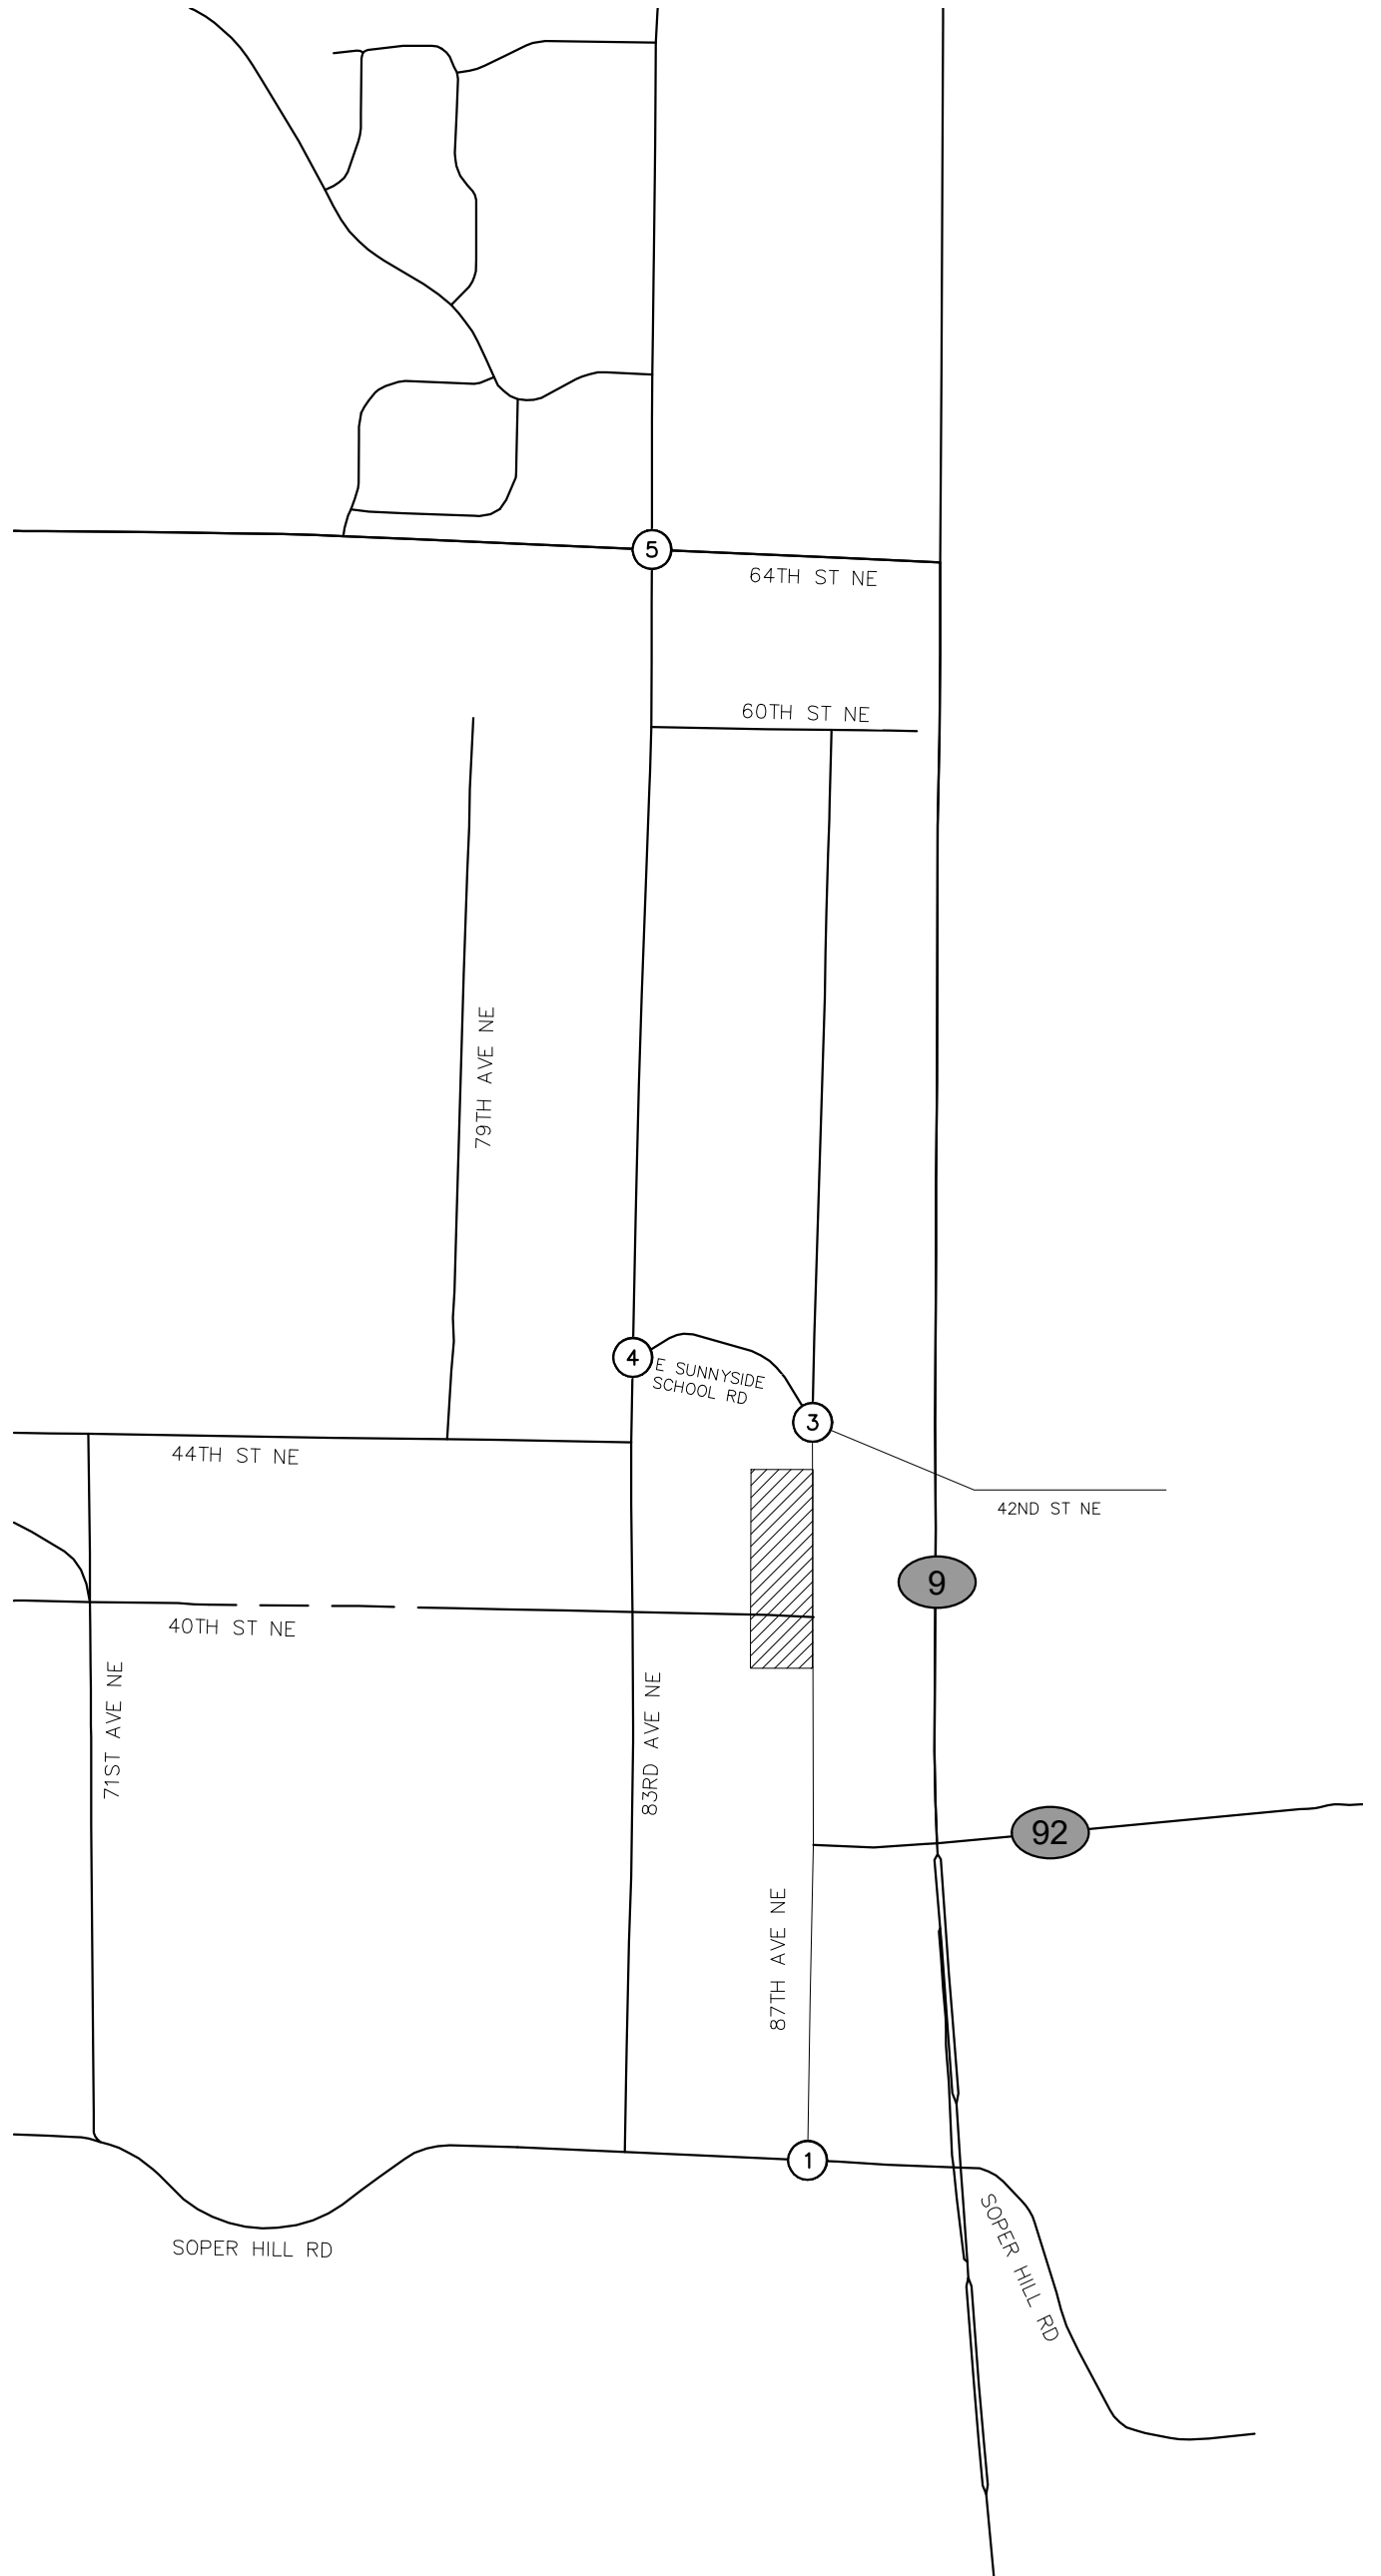 5
64TH ST NE
60TH ST NE
79TH AVE NE
4
E SUNNYSIDE
SCHOOL RD
3
44TH ST NE
42ND ST NE
9
40TH ST NE
71ST AVE NE
83RD AVE NE
92
87TH AVE NE
1
SOPER HILL RD
SOPER HILL RD